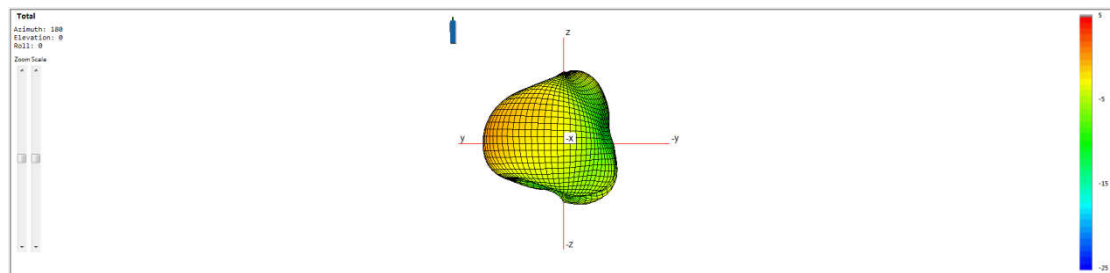 Total
Azimuth: 180
Elevation: 0
Roll: 0
Zoom Scale
z
y
-x
-y
-z
5
-5
-15
-25